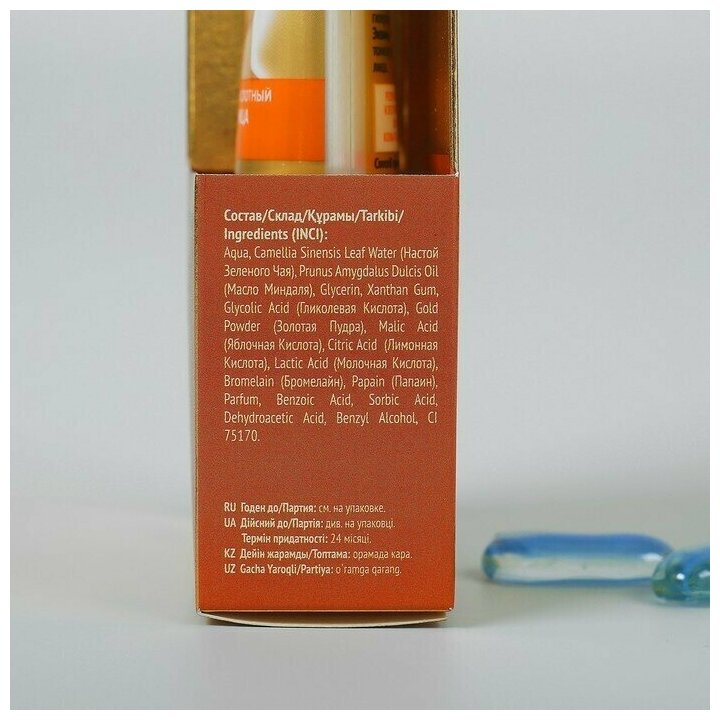 ЦА
Состав/Склад/Құрамы/Tarkibi/
Ingredients (INCI):
Aqua, Camellia Sinensis Leaf Water (Настой
Зеленого Чая), Prunus Amygdalus Dulcis Oil
(Масло Миндаля), Glycerin, Xanthan Gum,
Glycolic Acid (Гликолевая Кислота), Gold
Powder (Золотая Пудра), Malic Acid
(Яблочная Кислота), Citric Acid (Лимонная
Кислота), Lactic Acid (Молочная Кислота),
Bromelain (Бромелайн), Papain (Папаин),
Parfum, Benzoic Acid, Sorbic Acid,
Dehydroacetic Acid, Benzyl Alcohol, CI
75170.
RU Годен до/Партия: см. на упаковке.
UA Дійсний до/Партія: див. на упаковці.
Термін придатності: 24 місяці.
KZ Дейін жарамды/Топтама: орамада кара.
UZ Gacha Yaroqli/Partiya: o`ramga qarang.